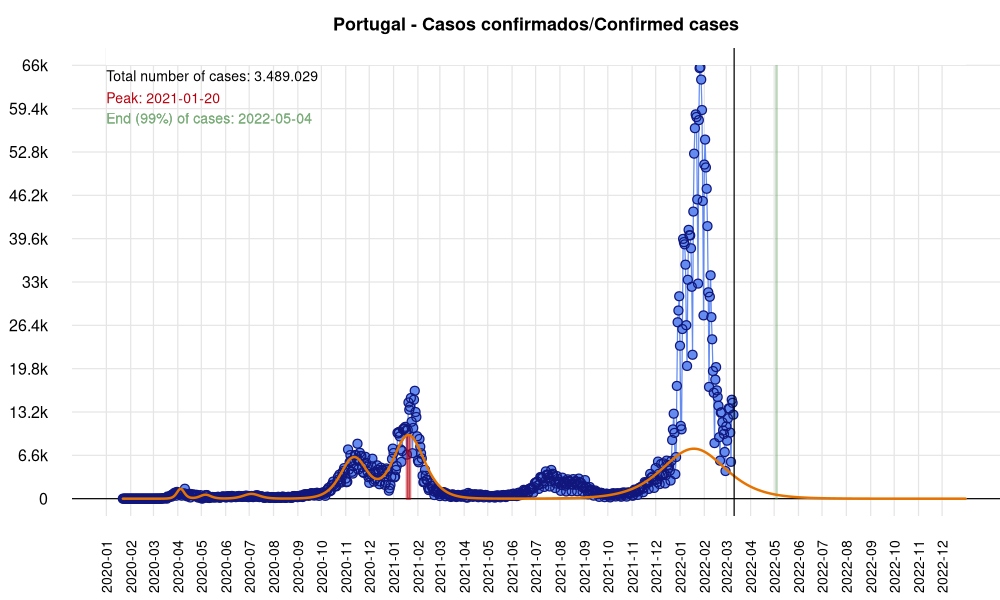 Portugal - Casos confirmados/Confirmed cases
66k
Total number of cases: 3.489.029
Peak: 2021-01-20
59.4k
End (99%) of cases: 2022-05-04
52.8k
46.2k
39.6k
33k
26.4k
19.8k
13.2k
6.6k
0
2020-01
2020-02
2020-03
2020-04
2020-05
2020-06
2020-07
2020-08
2020-09
2020-10
2020-11
2020-12
2021-01
2021-02
2021-03
2021-04
2021-05
2021-06
2021-07
2021-08
2021-09
2021-10
2021-11
2021-12
2022-01
2022-02
2022-03
2022-04
2022-05
2022-06
2022-07
2022-08
2022-09
2022-10
2022-11
2022-12